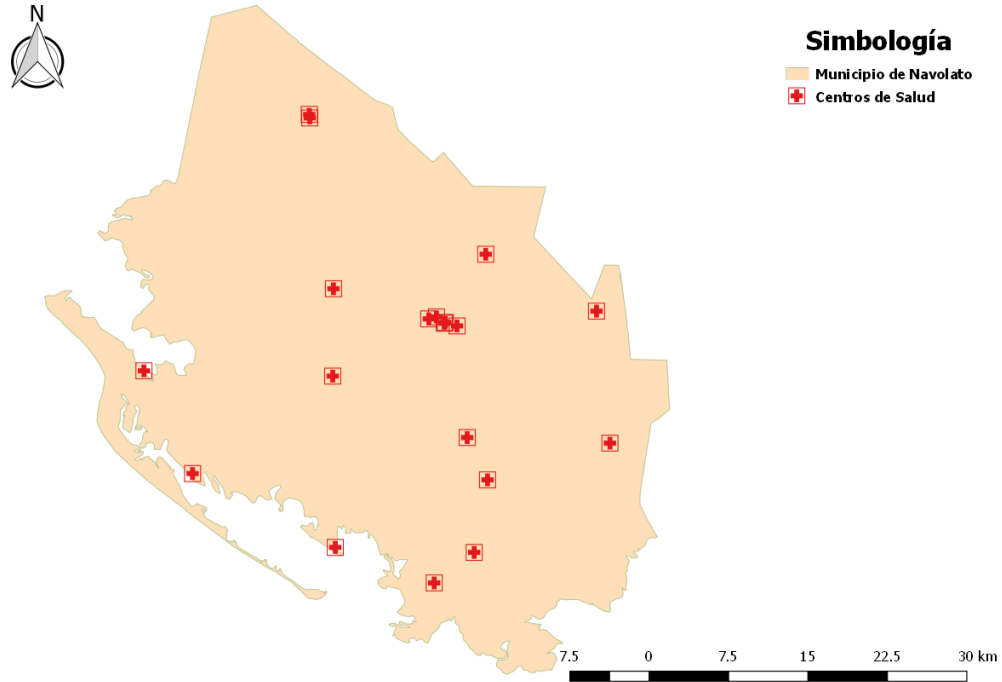 N
Simbología
Municipio de Navolato
Centros de Salud
7.5 0 7.5 15 22.5 30 km